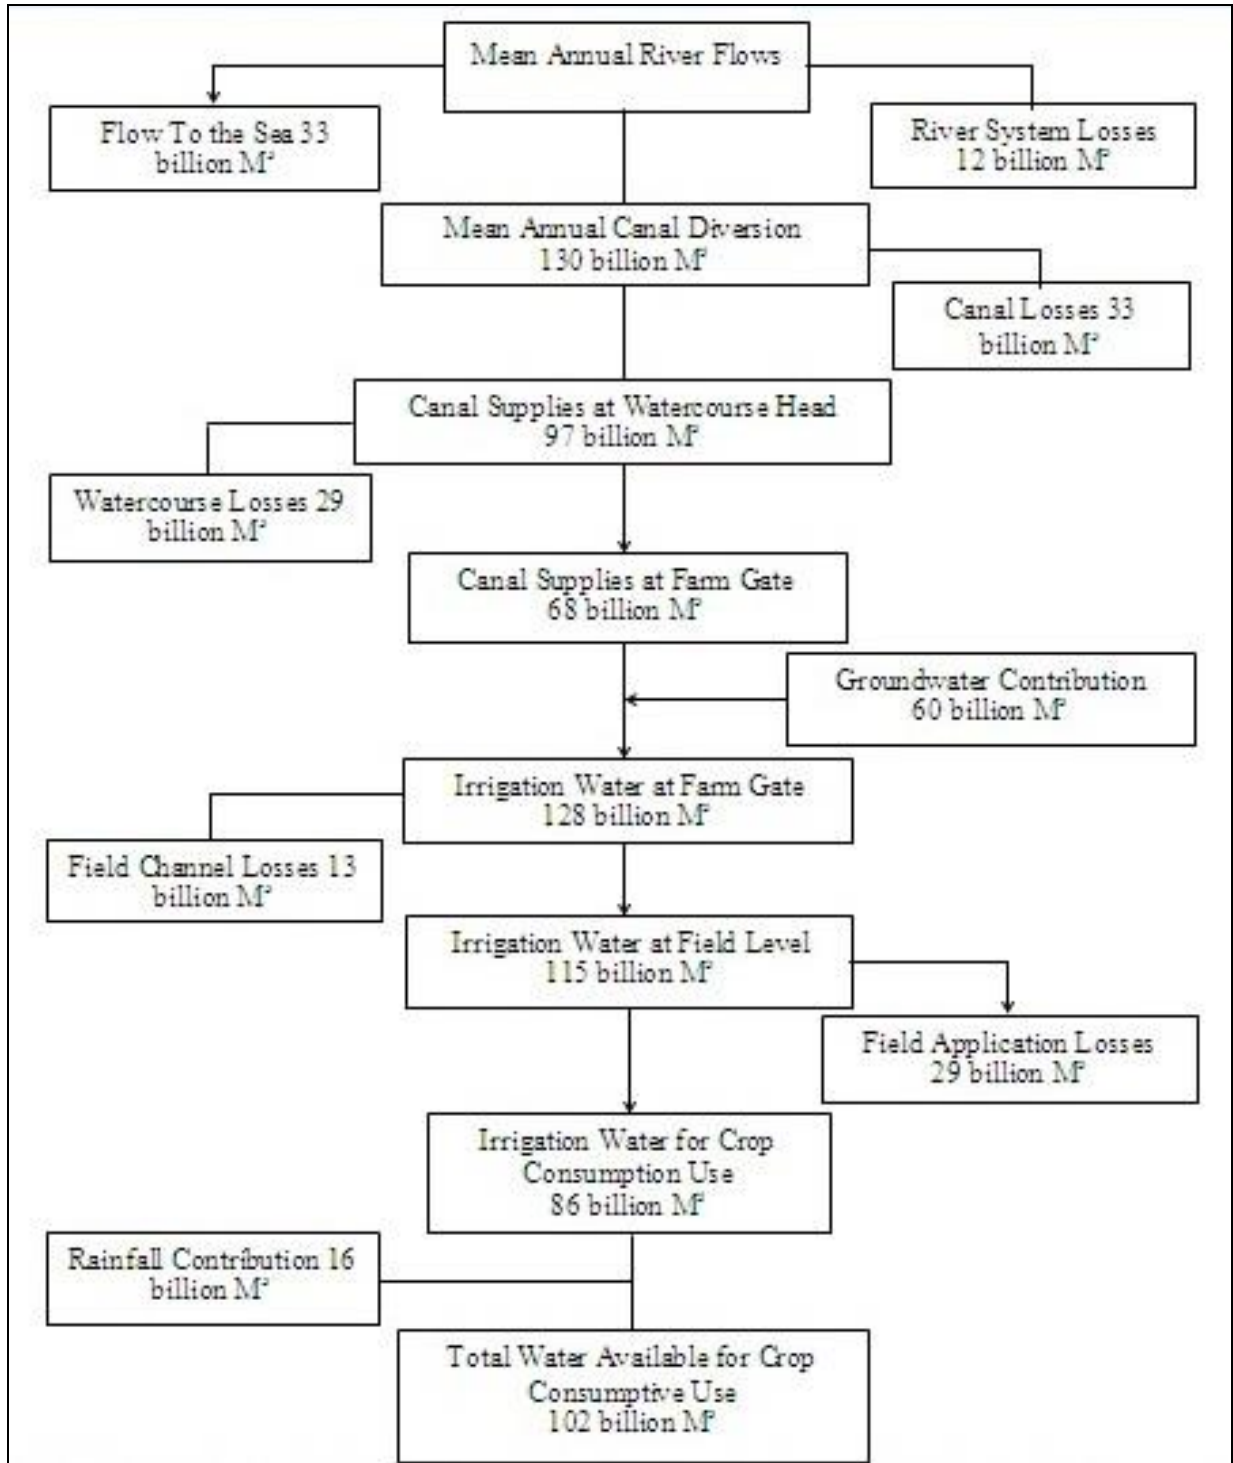 Mean Annual River Flows
Flow To the Sea 33
billion M³
River System Losses
12 billion M³
Mean Annual Canal Diversion
130 billion M³
Canal Losses 33
billion M³
Canal Supplies at Watercourse Head
97 billion M³
Watercourse Losses 29
billion M³
Canal Supplies at Farm Gate
68 billion M³
Groundwater Contribution
60 billion M³
Irrigation Water at Farm Gate
128 billion M³
Field Channel Losses 13
billion M³
Irrigation Water at Field Level
115 billion M³
Field Application Losses
29 billion M³
Irrigation Water for Crop
Consumption Use
86 billion M³
Rainfall Contribution 16
billion M³
Total Water Available for Crop
Consumptive Use
102 billion M³